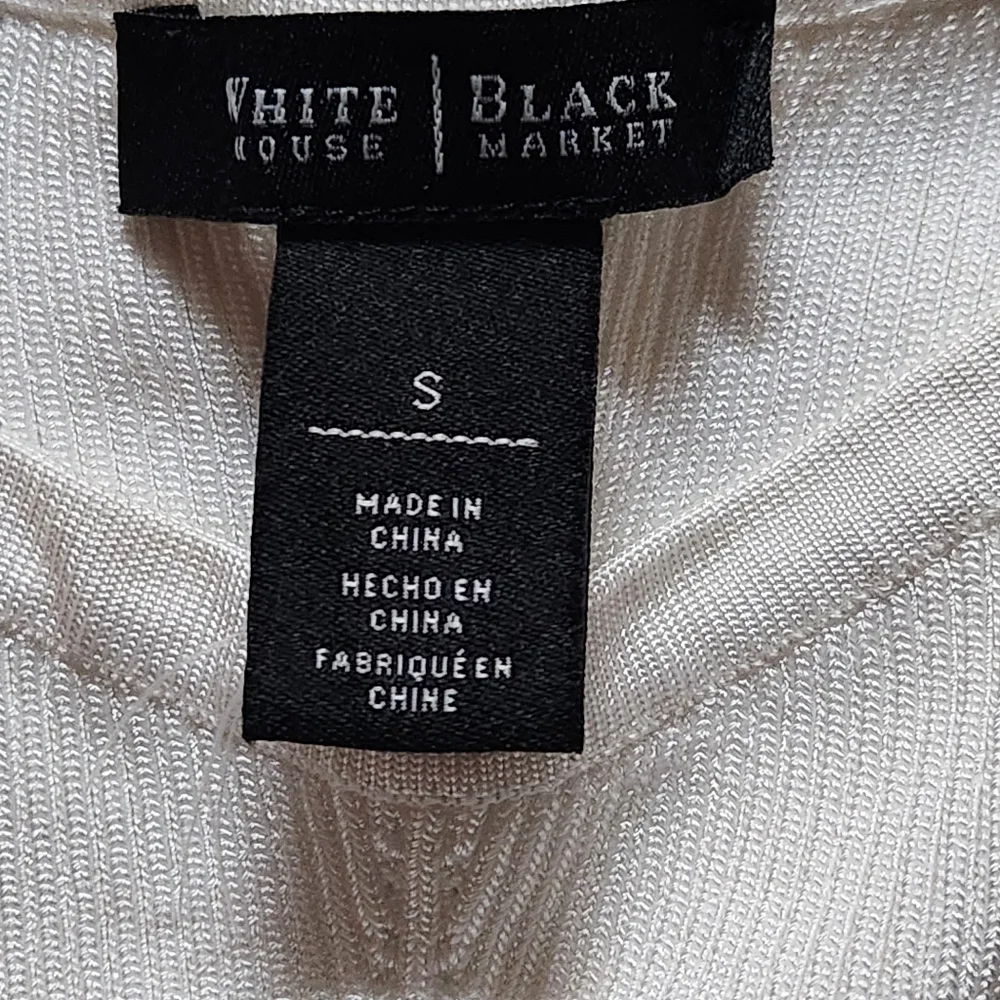 WHITE | BLACK
HOUSE | MARKET
S
MADE IN
CHINA
HECHO EN
CHINA
FABRIQUÉ EN
CHINE